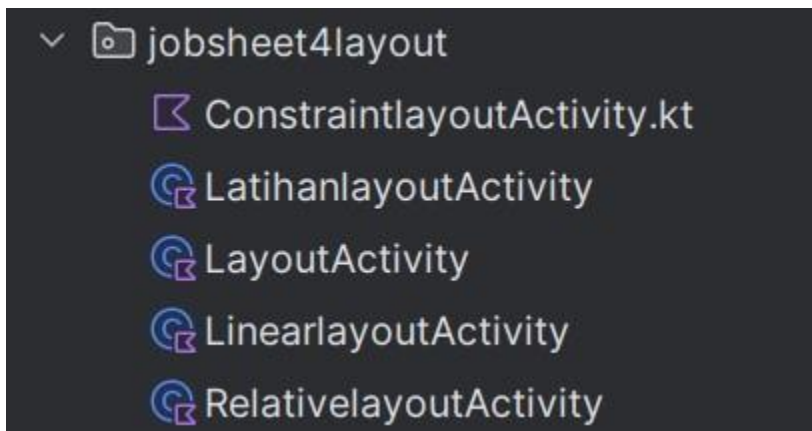 jobsheet4layout
ConstraintlayoutActivity.kt
LatihanlayoutActivity
LayoutActivity
LinearlayoutActivity
RelativelayoutActivity